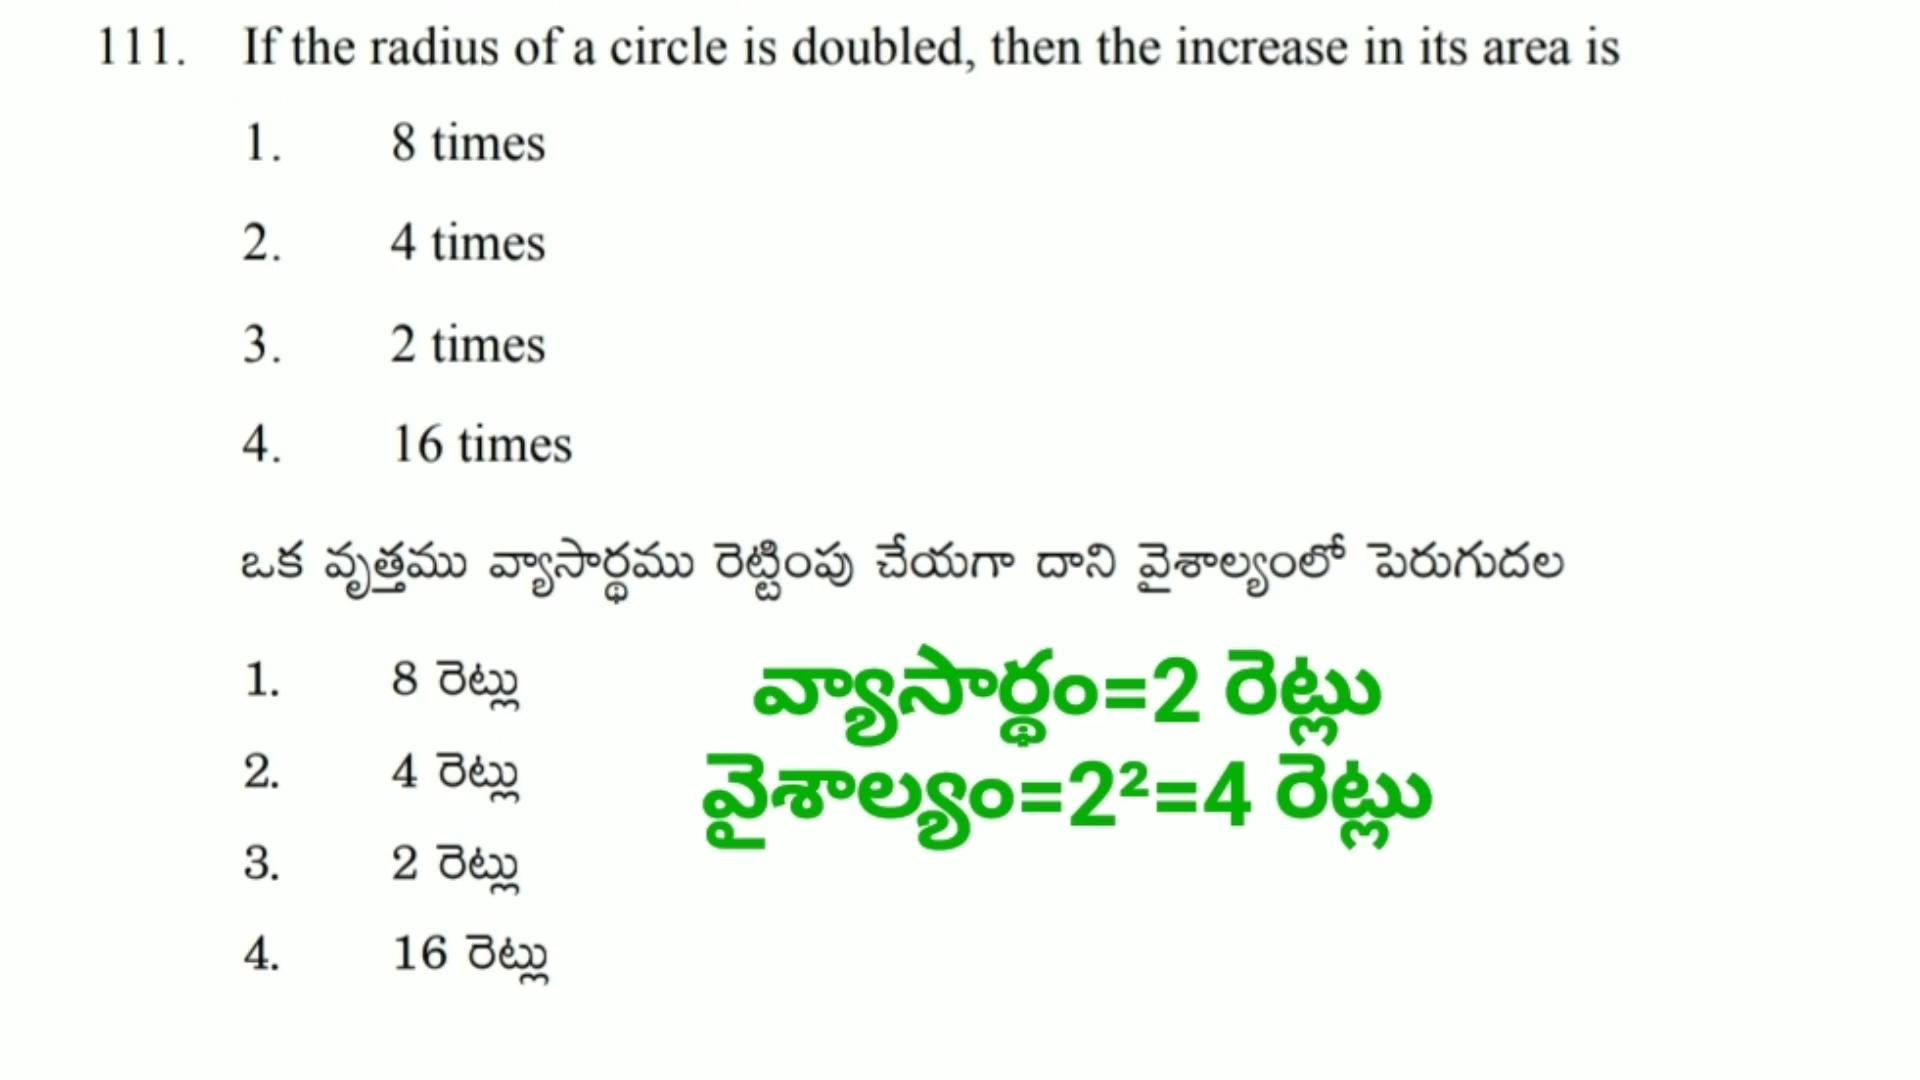 111. If the radius of a circle is doubled, then the increase in its area is
1. 8 times
2. 4 times
3. 2 times
4. 16 times
ఒక వృత్తము వ్యాసార్థము రెట్టింపు చేయగా దాని వైశాల్యంలో పెరుగుదల
1. 8 రెట్లు
2. 4 రెట్లు
3. 2 రెట్లు
4. 16 రెట్లు
వ్యాసార్థం=2 రెట్లు
వైశాల్యం=2²=4 రెట్లు